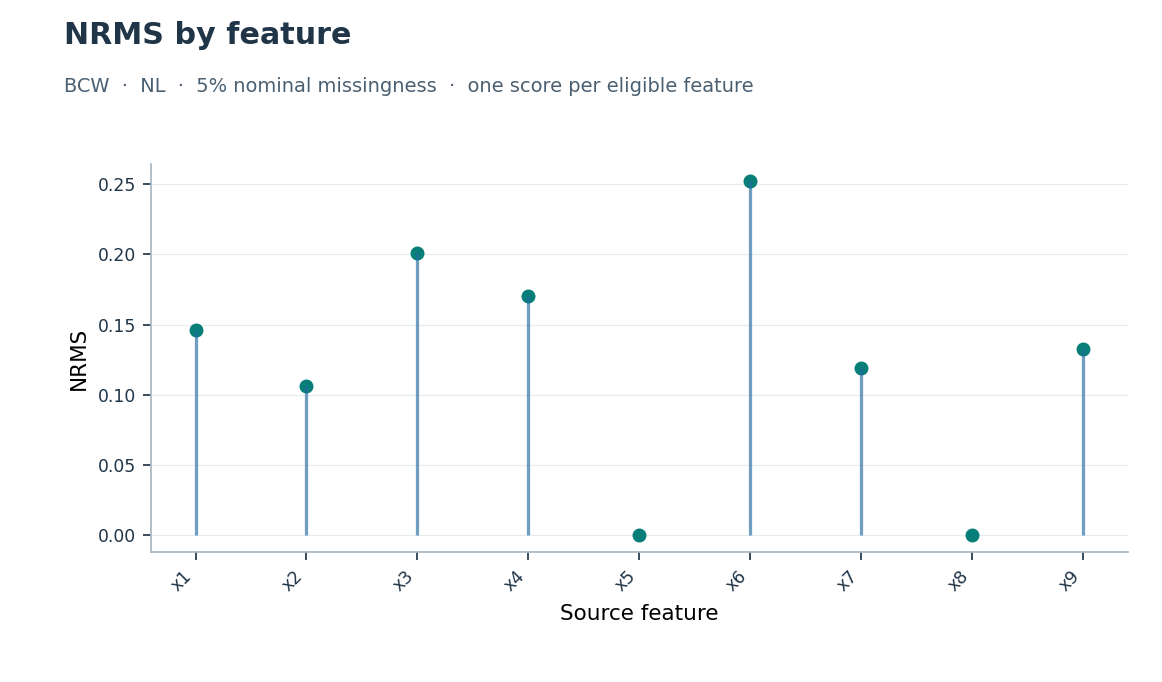 NRMS by feature
BCW · NL · 5% nominal missingness · one score per eligible feature
NRMS
0.25
0.20
0.15
0.10
0.05
0.00
x1 x2 x3 x4 x5 x6 x7 x8 x9
Source feature